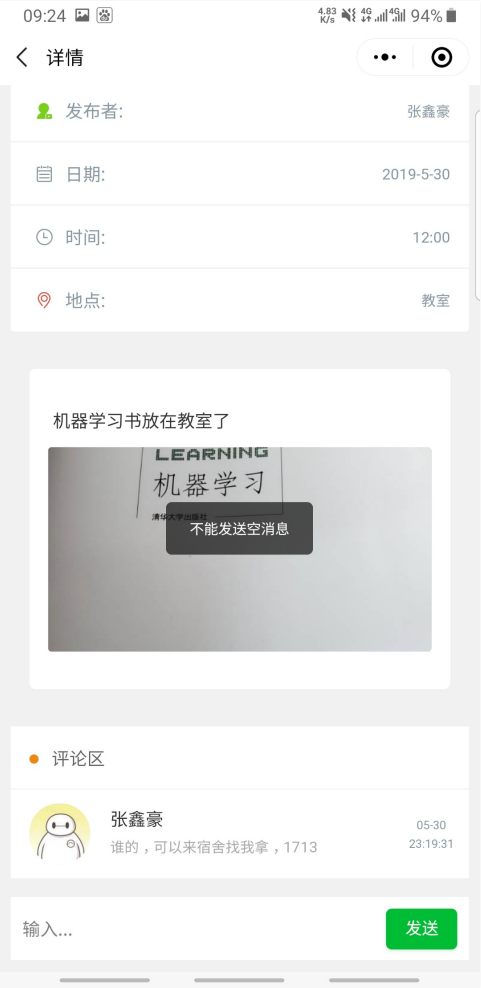 09:24
4.83
K/s
4G
4G
94%
详情
发布者:
张鑫豪
日期:
2019-5-30
时间:
12:00
地点:
教室
机器学习书放在教室了
LEARNING
机器学习
清华大学出版社
不能发送空消息
评论区
张鑫豪
05-30
谁的，可以来宿舍找我拿，1713
23:19:31
输入...
发送